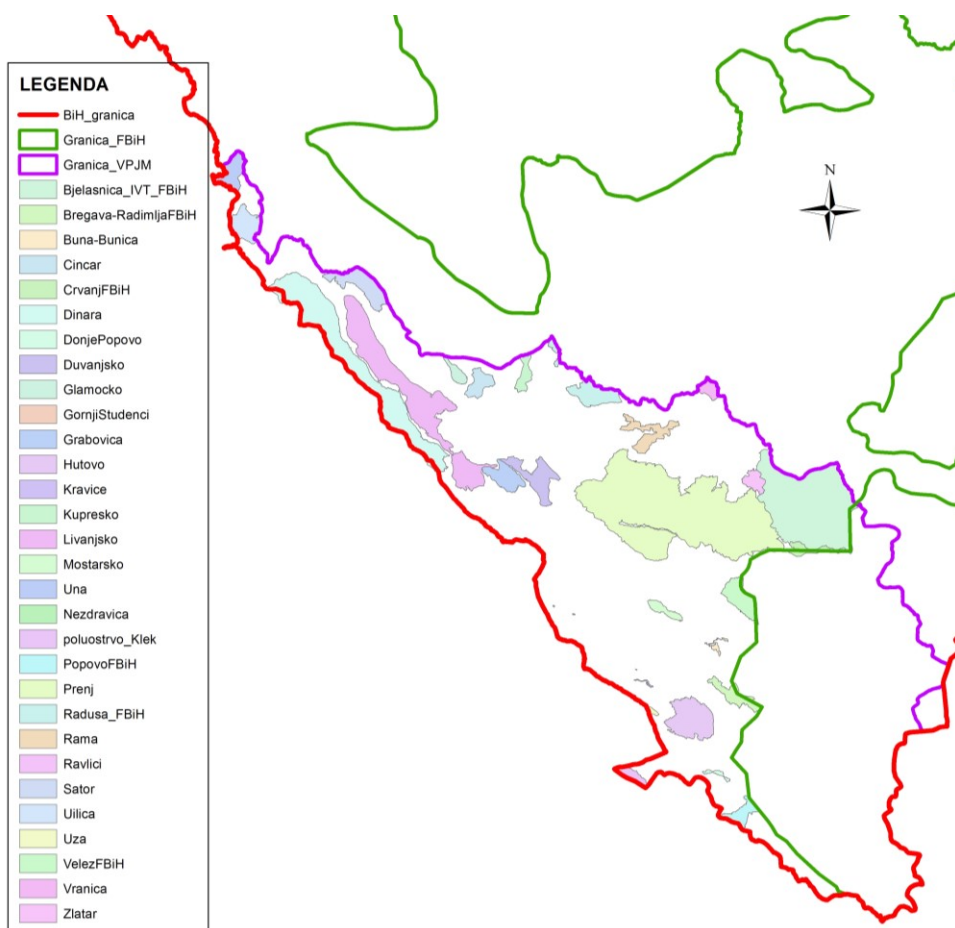 LEGENDA
BiH_granica
Granica_FBiH
Granica_VPJM
Bjelasnica_IVT_FBiH
Bregava-RadimljaFBiH
Buna-Bunica
Cincar
CrvanjFBiH
Dinara
DonjePopovo
Duvanjsko
Glamocko
GornjiStudenci
Grabovica
Hutovo
Kravice
Kupresko
Livanjsko
Mostarsko
Una
Nezdravica
poluostrvo_Klek
PopovoFBiH
Prenj
Radusa_FBiH
Rama
Ravlici
Sator
Uilica
Uza
VelezFBiH
Vranica
Zlatar
N